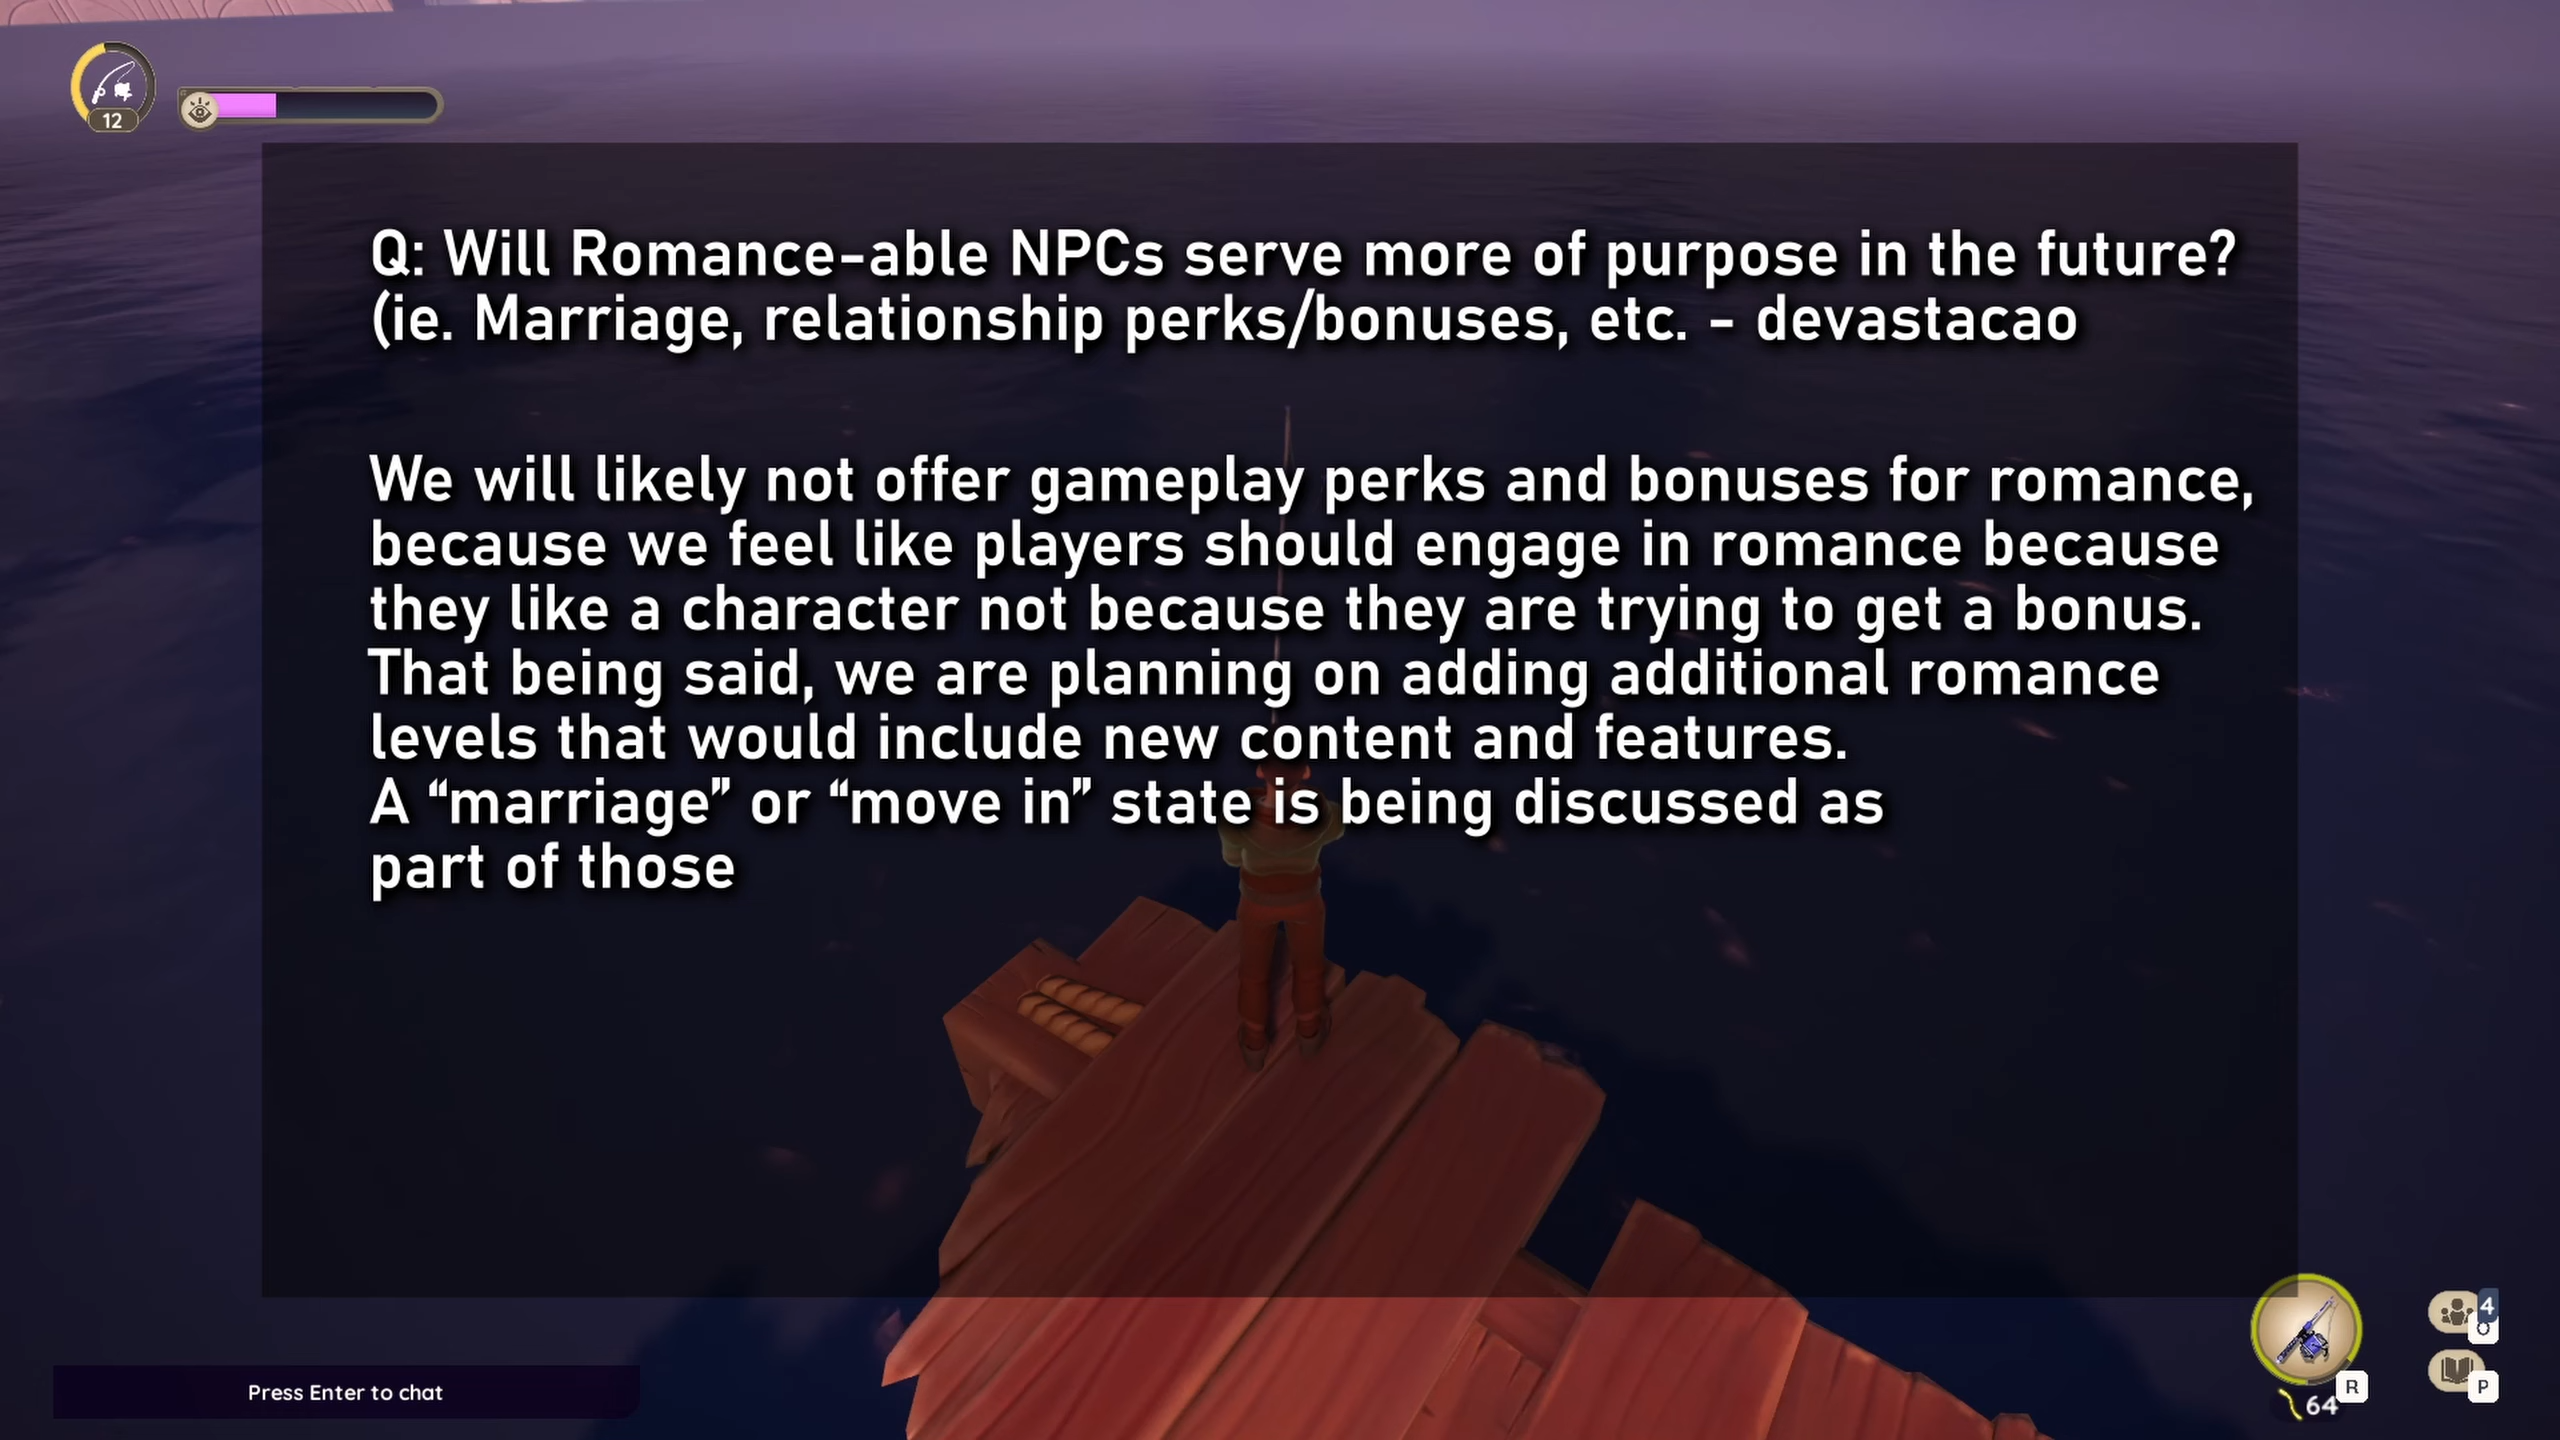 12
Q: Will Romance-able NPCs serve more of purpose in the future?
(ie. Marriage, relationship perks/bonuses, etc. - devastacao
We will likely not offer gameplay perks and bonuses for romance,
because we feel like players should engage in romance because
they like a character not because they are trying to get a bonus.
That being said, we are planning on adding additional romance
levels that would include new content and features.
A “marriage” or “move in” state is being discussed as
part of those
4
O
R
P
64
Press Enter to chat